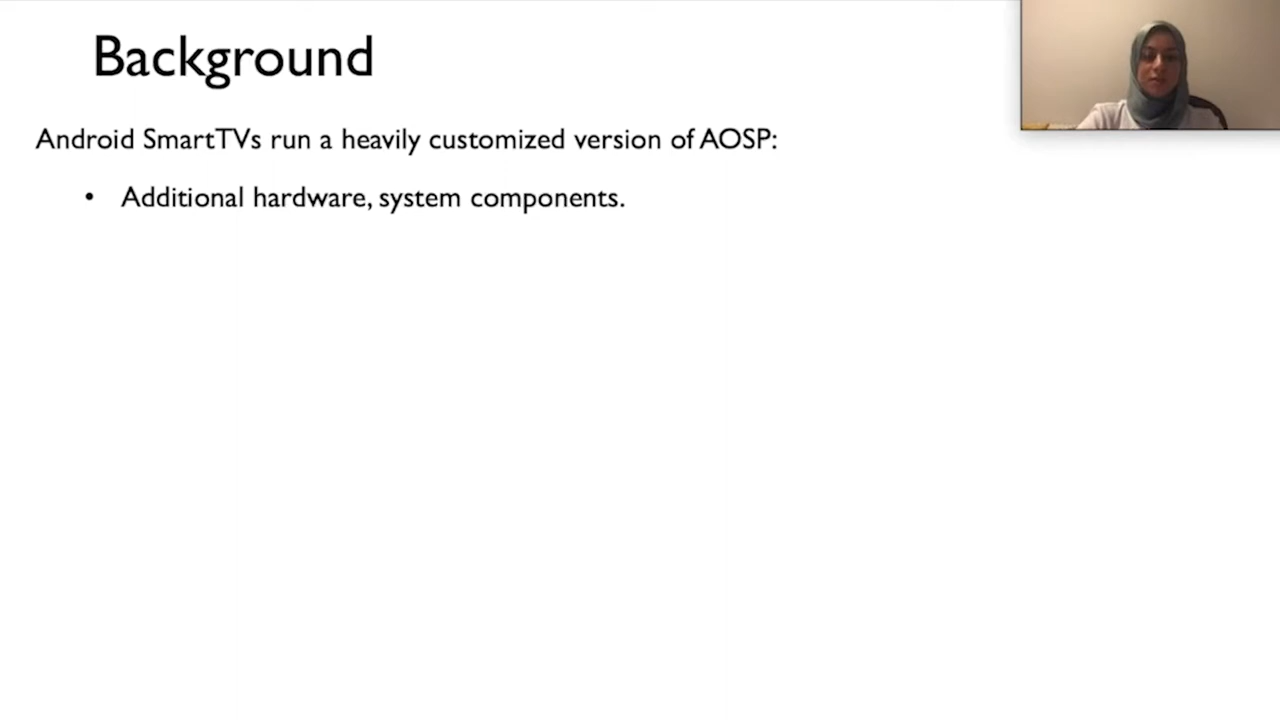 Background
Android SmartTVs run a heavily customized version of AOSP:
• Additional hardware, system components.